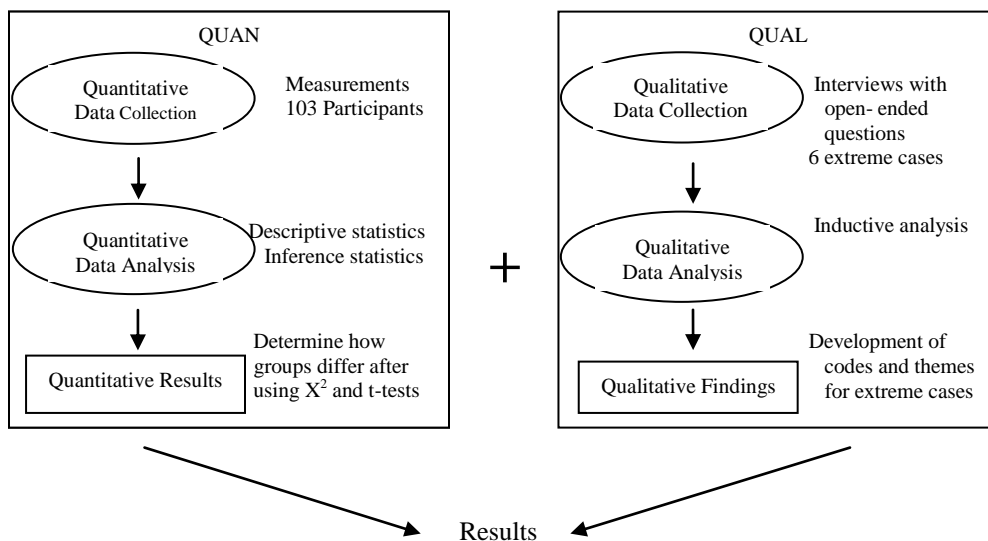 QUAN
Quantitative
Data Collection
Measurements
103 Participants
Quantitative
Data Analysis
Descriptive statistics
Inference statistics
Quantitative Results
Determine how
groups differ after
using X² and t-tests
+
QUAL
Qualitative
Data Collection
Interviews with
open- ended
questions
6 extreme cases
Qualitative
Data Analysis
Inductive analysis
Qualitative Findings
Development of
codes and themes
for extreme cases
Results